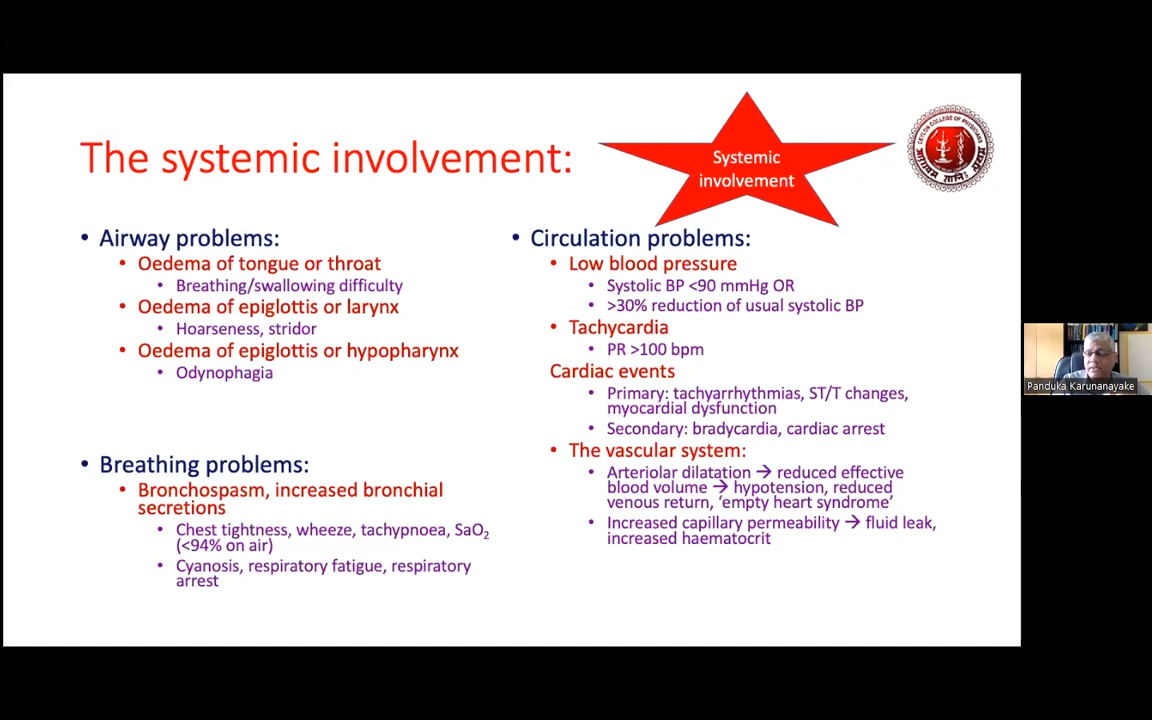 The systemic involvement:
Systemic
involvement
CEYLON COLLEGE OF PHYSICIANS
• Airway problems:
• Oedema of tongue or throat
• Breathing/swallowing difficulty
• Oedema of epiglottis or larynx
• Hoarseness, stridor
• Oedema of epiglottis or hypopharynx
• Odynophagia
• Breathing problems:
• Bronchospasm, increased bronchial
secretions
• Chest tightness, wheeze, tachypnoea, SaO₂
(<94% on air)
• Cyanosis, respiratory fatigue, respiratory
arrest
• Circulation problems:
• Low blood pressure
• Systolic BP <90 mmHg OR
• >30% reduction of usual systolic BP
• Tachycardia
• PR >100 bpm
Cardiac events
• Primary: tachyarrhythmias, ST/T changes,
myocardial dysfunction
• Secondary: bradycardia, cardiac arrest
• The vascular system:
• Arteriolar dilatation → reduced effective
blood volume → hypotension, reduced
venous return, ‘empty heart syndrome’
• Increased capillary permeability → fluid leak,
increased haematocrit
Panduka Karunanayake